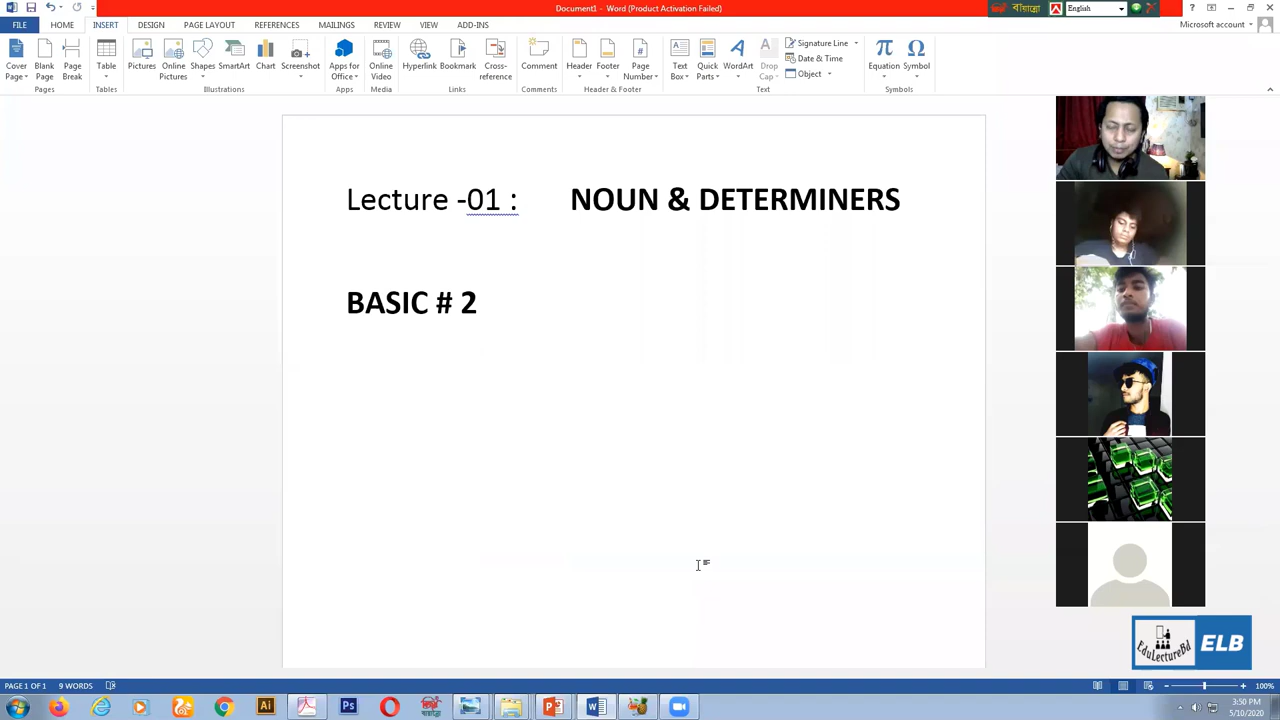 Document1 - Word (Product Activation Failed)
English
FILE HOME INSERT DESIGN PAGE LAYOUT REFERENCES MAILINGS REVIEW VIEW ADD-INS
Microsoft account
Cover Page
Blank Page
Page Break
Table
Pictures
Online Pictures
Shapes
SmartArt
Chart
Screenshot
Apps for Office
Online Video
Hyperlink
Bookmark
Cross-reference
Comment
Header
Footer
Page Number
Text Box
Quick Parts
WordArt
Drop Cap
Signature Line
Date & Time
Object
Equation
Symbol
Pages Tables Illustrations Apps Media Links Comments Header & Footer Text Symbols
Lecture -01 : NOUN & DETERMINERS
BASIC # 2
EduLectureBd ELB
PAGE 1 OF 1 9 WORDS
100%
3:50 PM
5/10/2020